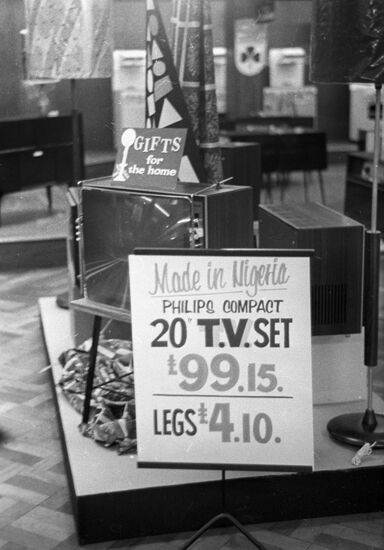 GIFTS
for
the home
Made in Nigeria
PHILIPS COMPACT
20" T.V. SET
£99.15.
LEGS £4.10.